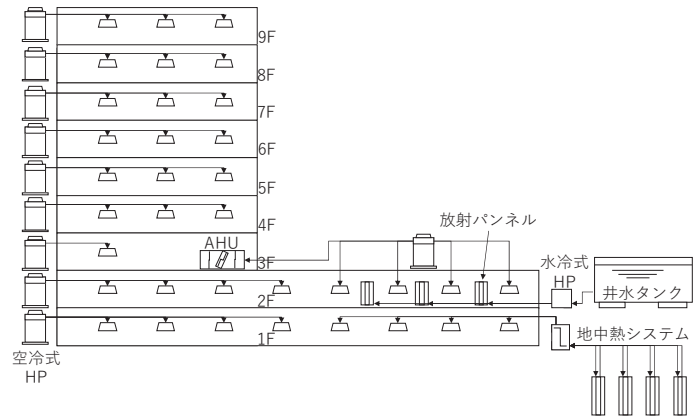 9F
8F
7F
6F
5F
4F
放射パンネル
AHU
3F
水冷式
HP
2F
井水タンク
1F
地中熱システム
空冷式
HP